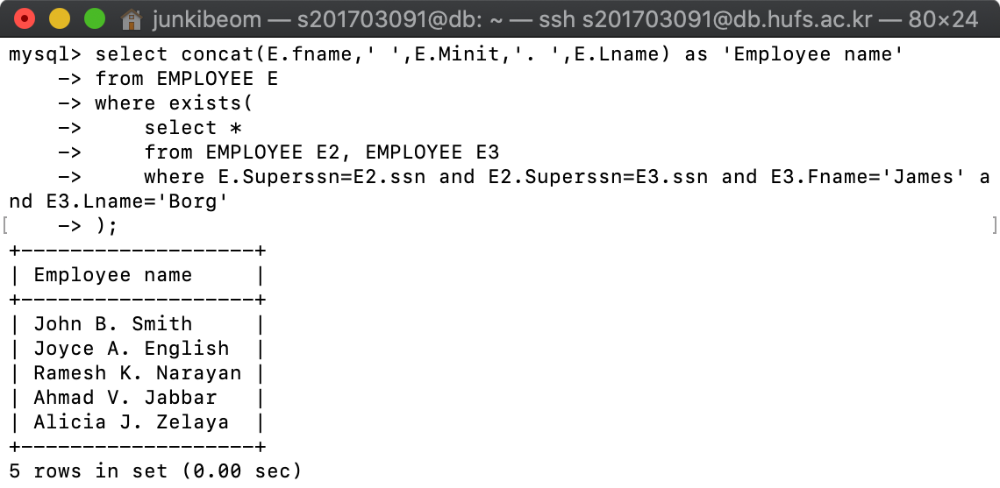 junkibeom — s201703091@db: ~ — ssh s201703091@db.hufs.ac.kr — 80×24
mysql> select concat(E.fname,' ',E.Minit,'. ',E.Lname) as 'Employee name'
    -> from EMPLOYEE E
    -> where exists(
    ->     select *
    ->     from EMPLOYEE E2, EMPLOYEE E3
    ->     where E.Superssn=E2.ssn and E2.Superssn=E3.ssn and E3.Fname='James' a
nd E3.Lname='Borg'
[    -> );                                                                      ]
+-------------------+
| Employee name     |
+-------------------+
| John B. Smith     |
| Joyce A. English  |
| Ramesh K. Narayan |
| Ahmad V. Jabbar   |
| Alicia J. Zelaya  |
+-------------------+
5 rows in set (0.00 sec)